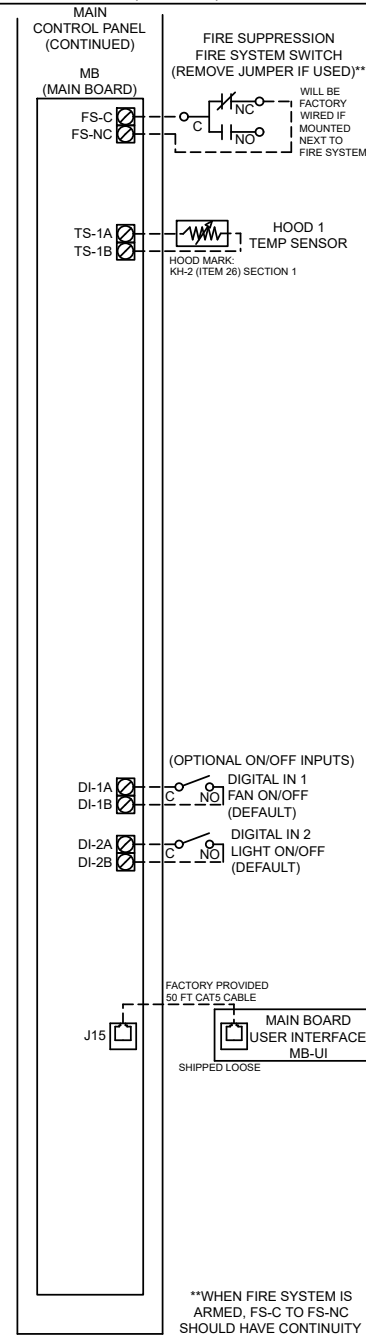 MAIN
CONTROL PANEL
(CONTINUED)
MB
(MAIN BOARD)
FIRE SUPPRESSION
FIRE SYSTEM SWITCH
(REMOVE JUMPER IF USED)**
FS-C
FS-NC
C
NC
NO
WILL BE
FACTORY
WIRED IF
MOUNTED
NEXT TO
FIRE SYSTEM
TS-1A
TS-1B
HOOD 1
TEMP SENSOR
HOOD MARK:
KH-2 (ITEM 26) SECTION 1
(OPTIONAL ON/OFF INPUTS)
DI-1A
DI-1B
C
NO
DIGITAL IN 1
FAN ON/OFF
(DEFAULT)
DI-2A
DI-2B
C
NO
DIGITAL IN 2
LIGHT ON/OFF
(DEFAULT)
FACTORY PROVIDED
50 FT CAT5 CABLE
J15
MAIN BOARD
USER INTERFACE
MB-UI
SHIPPED LOOSE
**WHEN FIRE SYSTEM IS
ARMED, FS-C TO FS-NC
SHOULD HAVE CONTINUITY